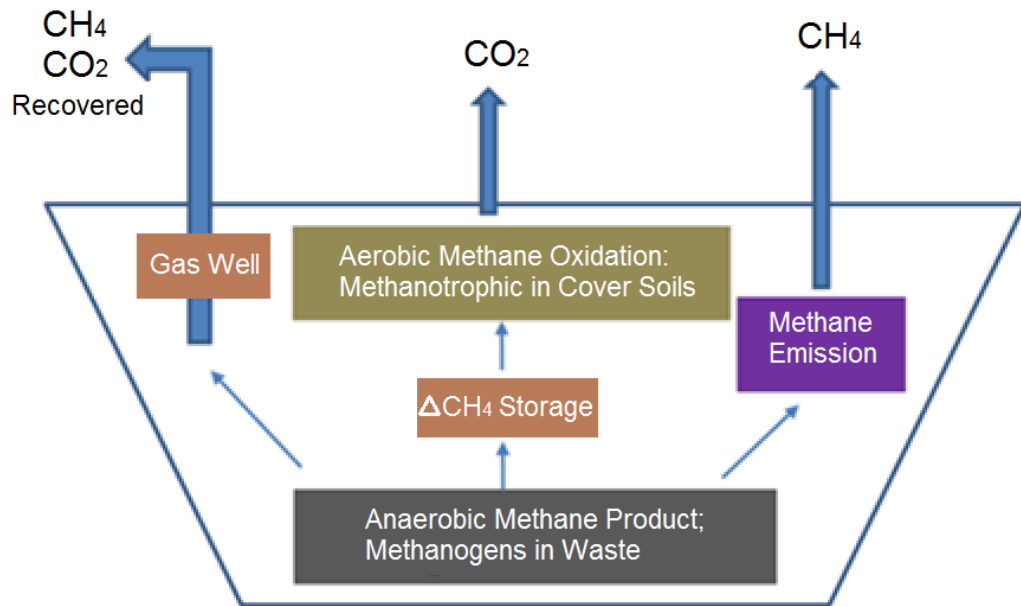 CH4
CO2
Recovered
CO2
CH4
Gas Well
Aerobic Methane Oxidation:
Methanotrophic in Cover Soils
Methane
Emission
ΔCH4 Storage
Anaerobic Methane Product;
Methanogens in Waste